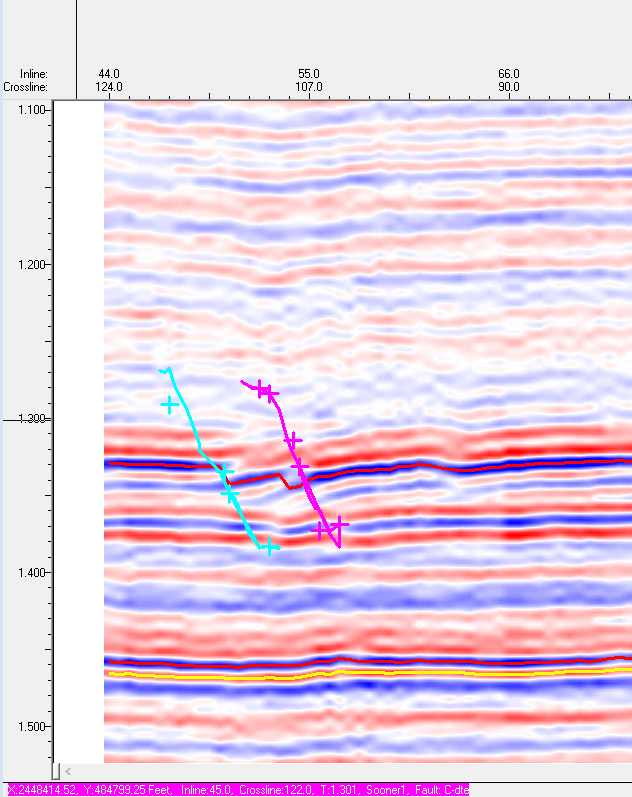 Inline: 44.0 55.0 66.0
Crossline: 124.0 107.0 90.0
1.100
1.200
1.300
1.400
1.500
X:2448414.52, Y:484799.25 Feet, Inline:45.0, Crossline:122.0, T:1.301, Sooner1, Fault: C-dte